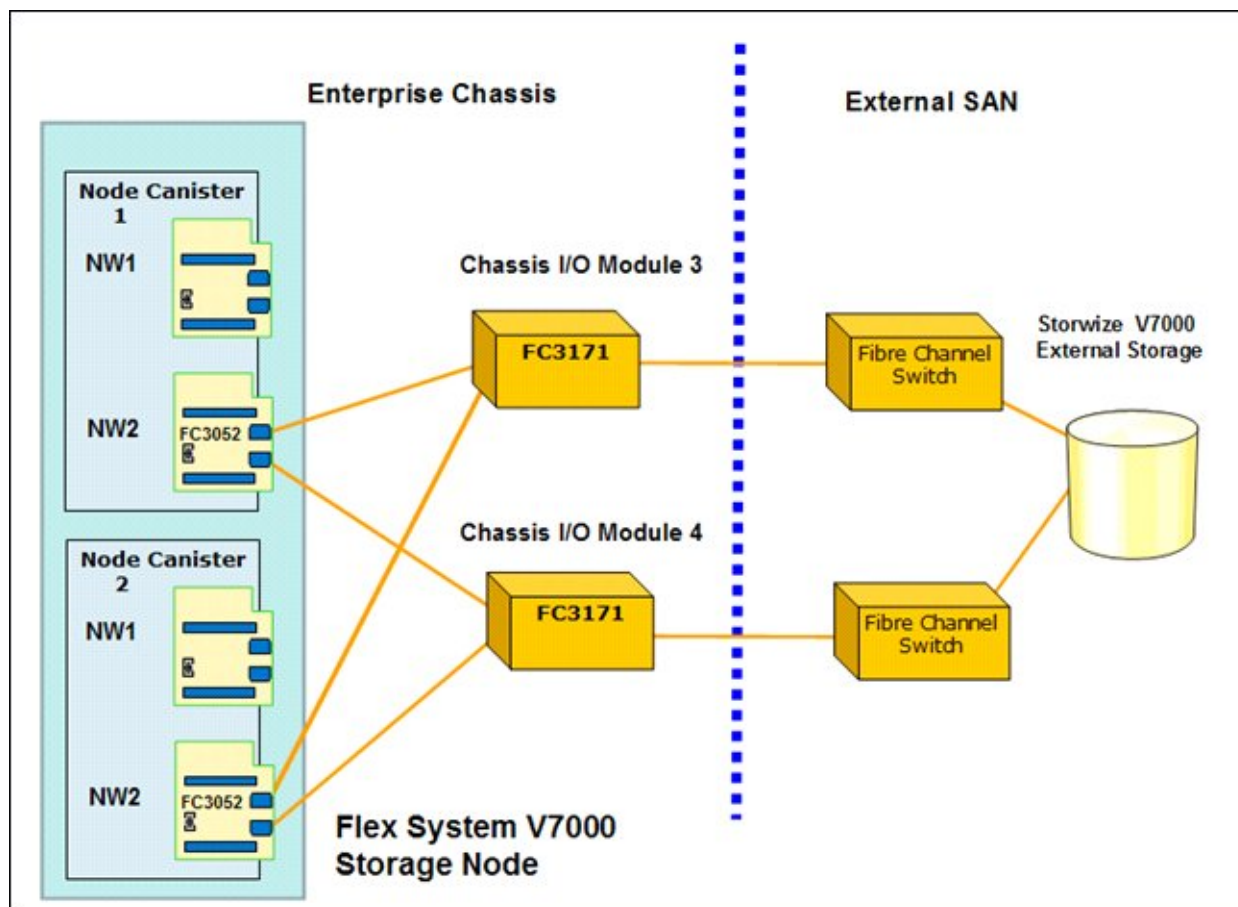 Enterprise Chassis
External SAN
Node Canister
1
NW1
NW2
FC3052
Node Canister
2
NW1
NW2
FC3052
Chassis I/O Module 3
FC3171
Chassis I/O Module 4
FC3171
Fibre Channel
Switch
Fibre Channel
Switch
Storwize V7000
External Storage
Flex System V7000
Storage Node